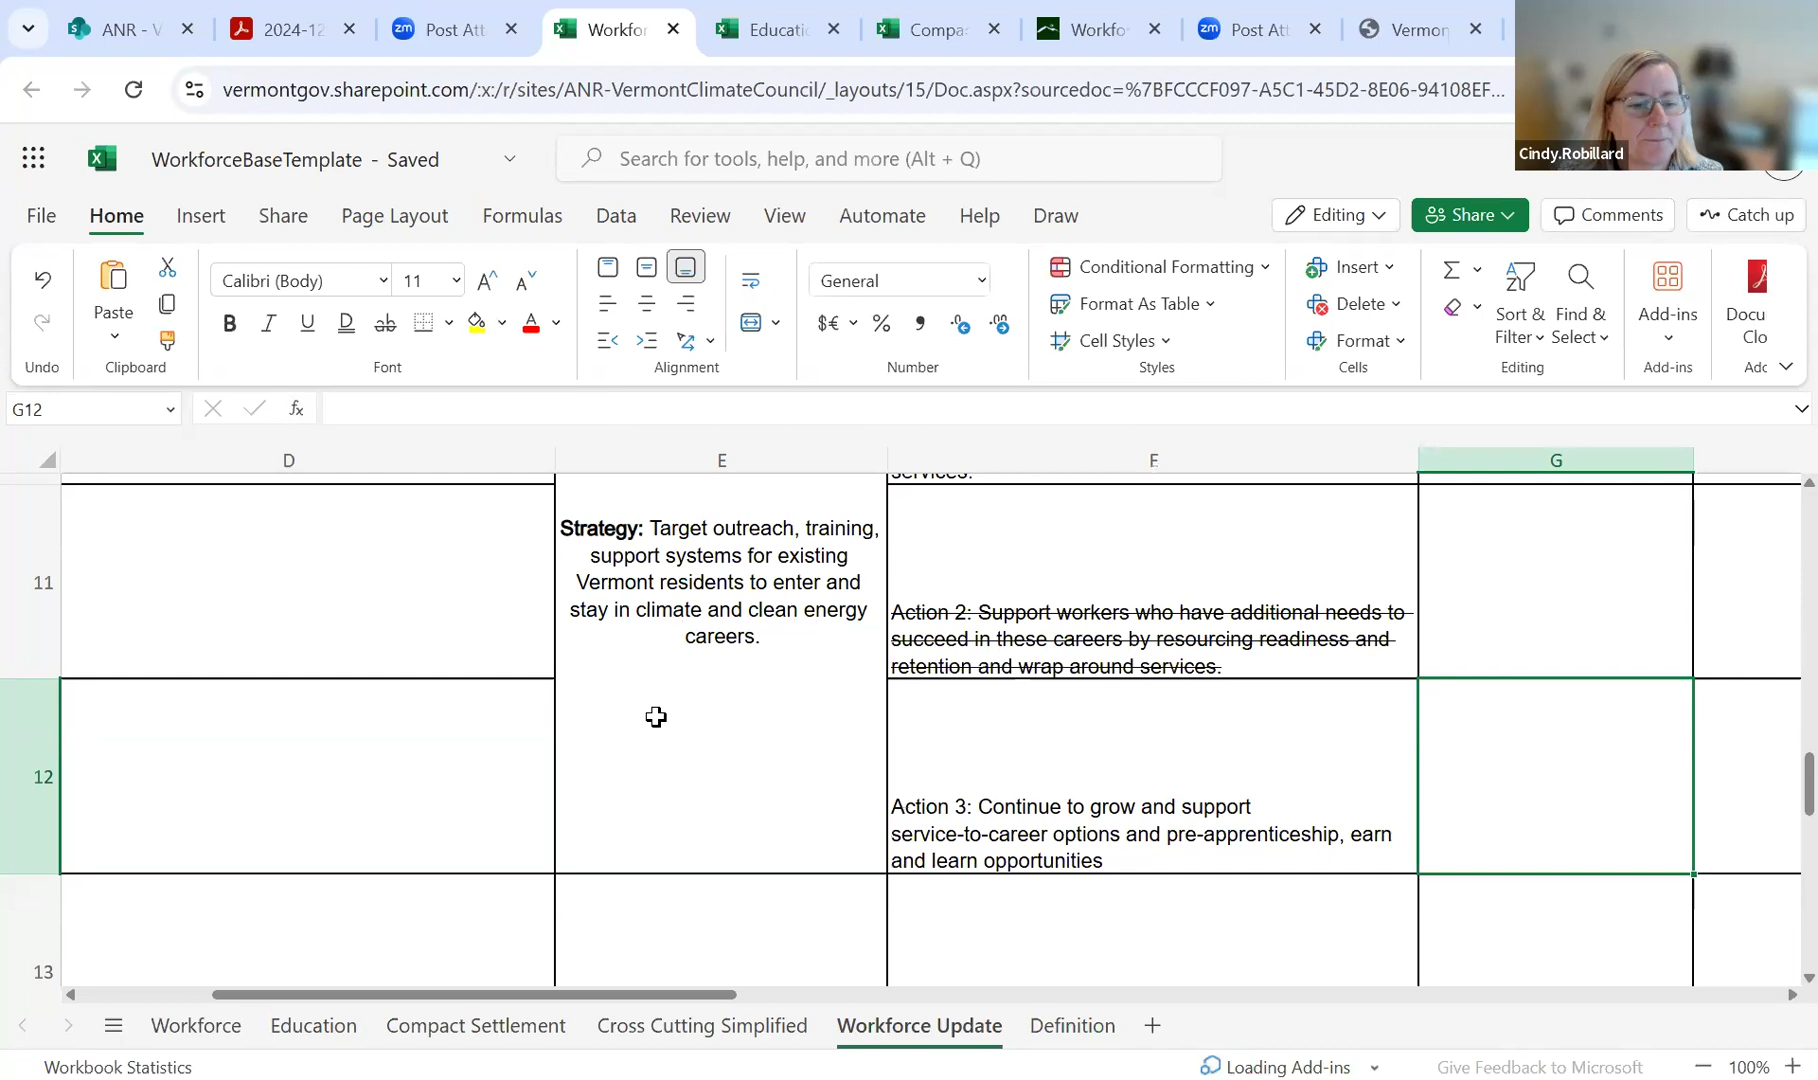 ANR - V
2024-12
Post Att
Workfor
Educati
Compa
Workfo
Post Att
Vermon
vermontgov.sharepoint.com/:x:/r/sites/ANR-VermontClimateCouncil/_layouts/15/Doc.aspx?sourcedoc=%7BFCCCF097-A5C1-45D2-8E06-94108EF...
Cindy.Robillard
WorkforceBaseTemplate - Saved
Search for tools, help, and more (Alt + Q)
File Home Insert Share Page Layout Formulas Data Review View Automate Help Draw
Editing Share Comments Catch up
Paste
Calibri (Body) 11
General
$€ % 
Conditional Formatting
Format As Table
Cell Styles
Insert
Delete
Format
Sort & Filter
Find & Select
Add-ins
Docu
Clo
Undo Clipboard Font Alignment Number Styles Cells Editing Add-ins Adc
G12
fx
D E F G
services.
11
Strategy: Target outreach, training,
support systems for existing
Vermont residents to enter and
stay in climate and clean energy
careers.
Action 2: Support workers who have additional needs to
succeed in these careers by resourcing readiness and
retention and wrap around services.
12
Action 3: Continue to grow and support
service-to-career options and pre-apprenticeship, earn
and learn opportunities
13
Workforce Education Compact Settlement Cross Cutting Simplified Workforce Update Definition
Workbook Statistics
Loading Add-ins
Give Feedback to Microsoft
100%